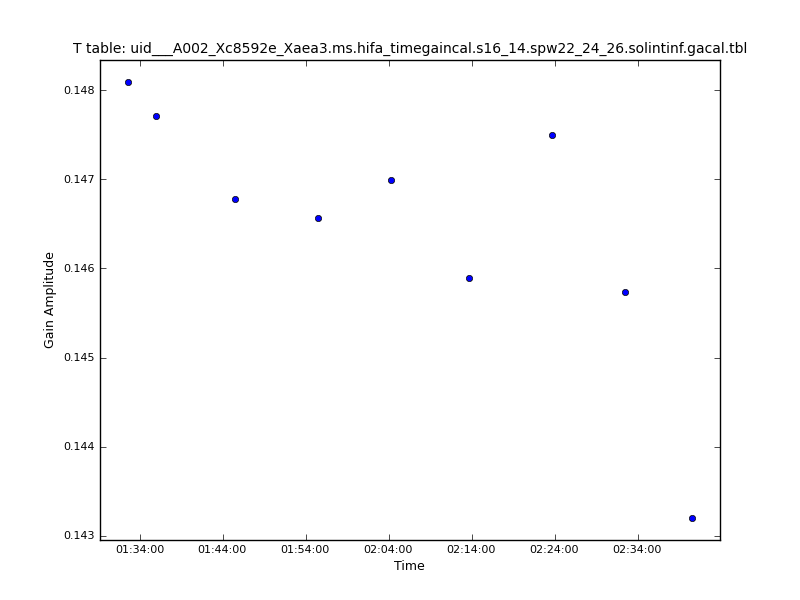 T table: uid___A002_Xc8592e_Xaea3.ms.hifa_timegaincal.s16_14.spw22_24_26.solintinf.gacal.tbl
0.148
0.147
0.146
Gain Amplitude
0.145
0.144
0.143
01:34:00 01:44:00 01:54:00 02:04:00 02:14:00 02:24:00 02:34:00
Time